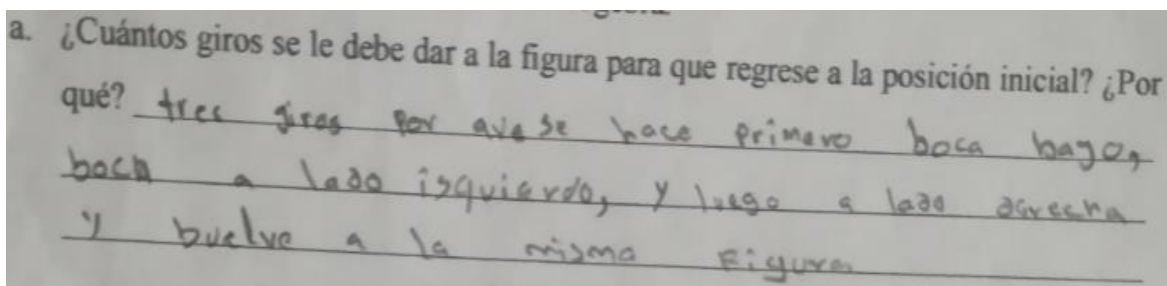 a. ¿Cuántos giros se le debe dar a la figura para que regrese a la posición inicial? ¿Por
qué? tres giros por que se hace primero boca bayo,
boca a lado isquierdo, y luego a lado derecha
y buelve a la misma Figura